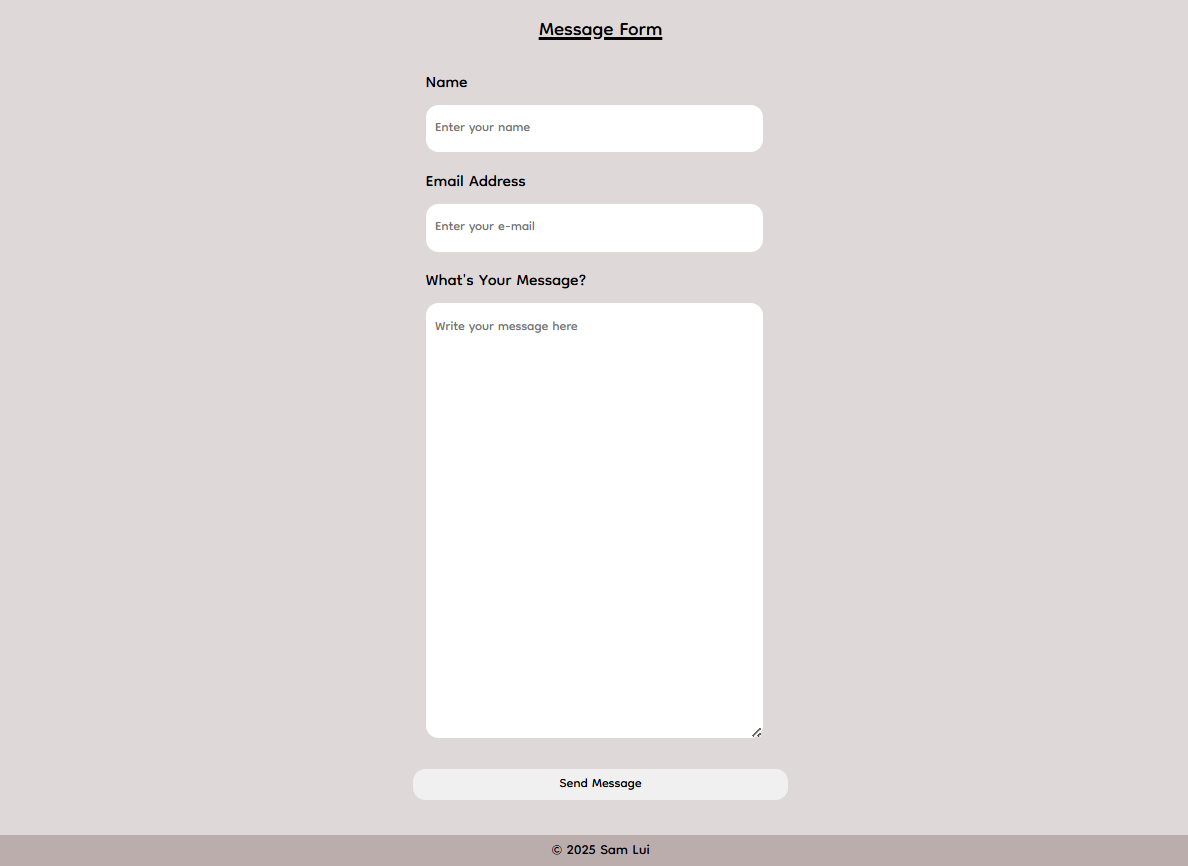 Message Form
Name
Enter your name
Email Address
Enter your e-mail
What's Your Message?
Write your message here
Send Message
© 2025 Sam Lui